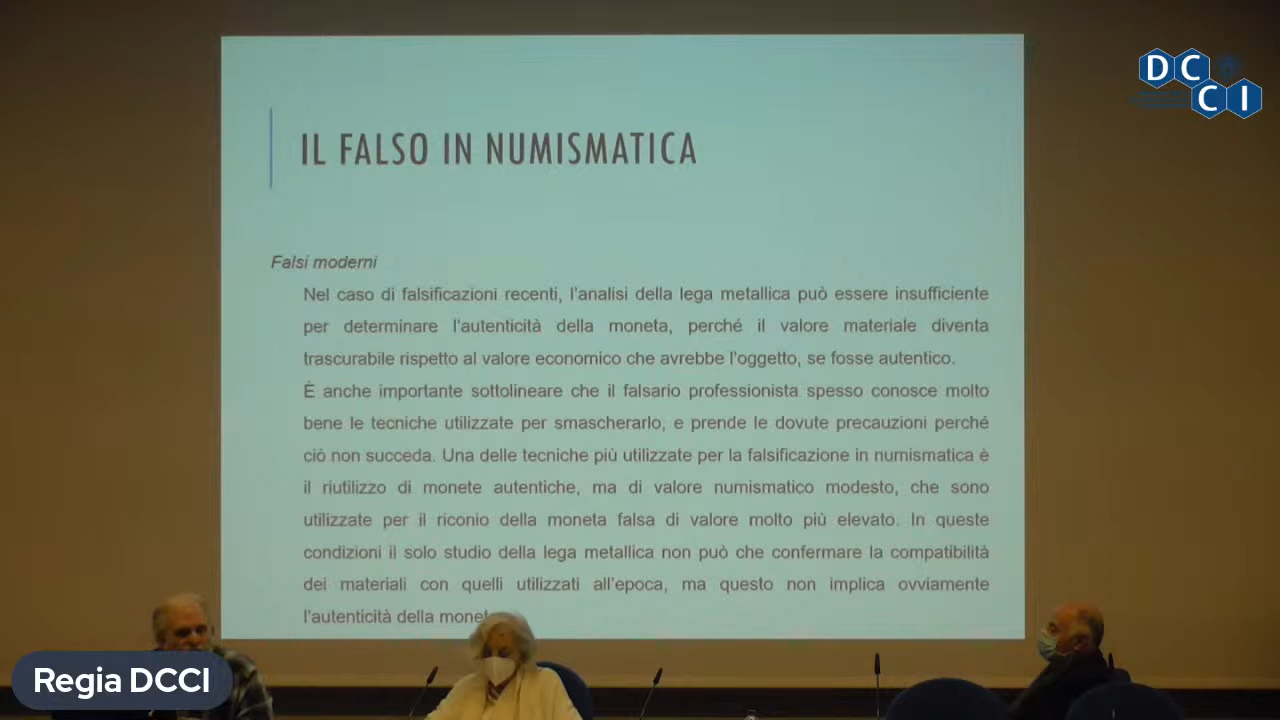 DC
CI
IL FALSO IN NUMISMATICA
Falsi moderni
Nel caso di falsificazioni recenti, l'analisi della lega metallica può essere insufficiente
per determinare l'autenticità della moneta, perché il valore materiale diventa
trascurabile rispetto al valore economico che avrebbe l'oggetto, se fosse autentico.
È anche importante sottolineare che il falsario professionista spesso conosce molto
bene le tecniche utilizzate per smascherarlo, e prende le dovute precauzioni perché
ciò non succeda. Una delle tecniche più utilizzate per la falsificazione in numismatica è
il riutilizzo di monete autentiche, ma di valore numismatico modesto, che sono
utilizzate per il riconio della moneta falsa di valore molto più elevato. In queste
condizioni il solo studio della lega metallica non può che confermare la compatibilità
dei materiali con quelli utilizzati all'epoca, ma questo non implica ovviamente
l'autenticità della monet
Regia DCCI